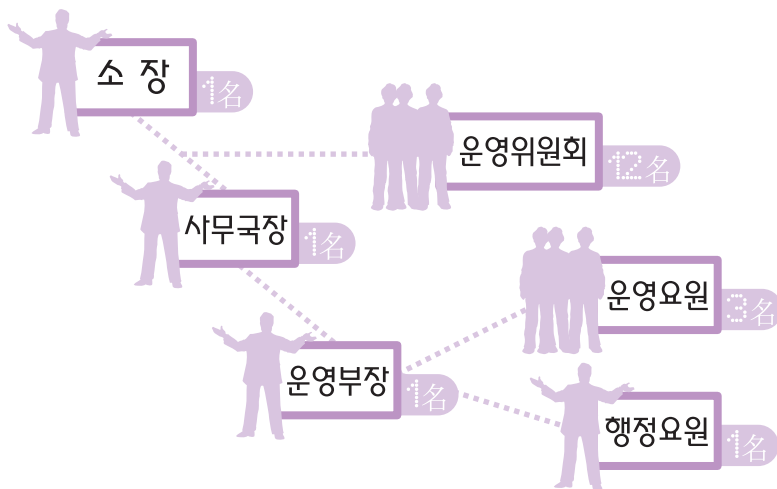 소 장
1名
운영위원회
12名
사무국장
1名
운영요원
3名
운영부장
1名
행정요원
1名